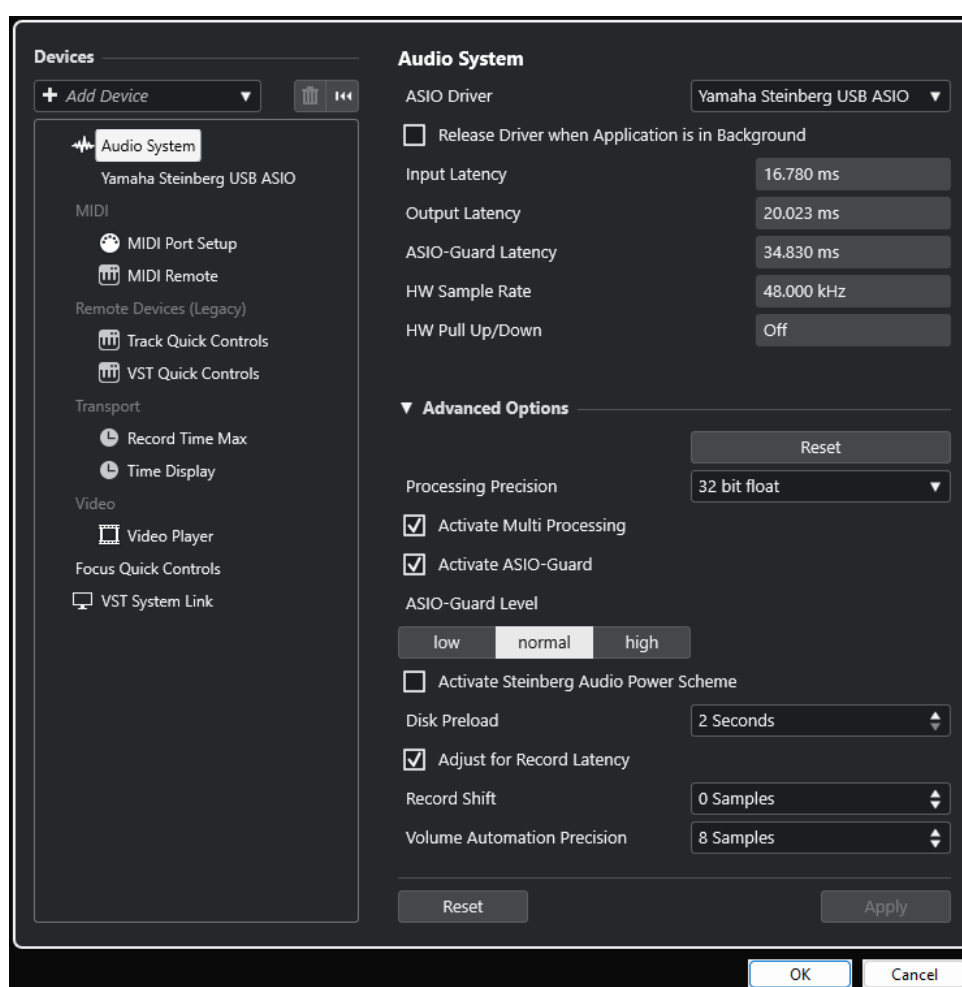 Devices
Add Device
Audio System
Yamaha Steinberg USB ASIO
MIDI
MIDI Port Setup
MIDI Remote
Remote Devices (Legacy)
Track Quick Controls
VST Quick Controls
Transport
Record Time Max
Time Display
Video
Video Player
Focus Quick Controls
VST System Link
Audio System
ASIO Driver Yamaha Steinberg USB ASIO
Release Driver when Application is in Background
Input Latency 16.780 ms
Output Latency 20.023 ms
ASIO-Guard Latency 34.830 ms
HW Sample Rate 48.000 kHz
HW Pull Up/Down Off
Advanced Options
Reset
Processing Precision 32 bit float
Activate Multi Processing
Activate ASIO-Guard
ASIO-Guard Level
low normal high
Activate Steinberg Audio Power Scheme
Disk Preload 2 Seconds
Adjust for Record Latency
Record Shift 0 Samples
Volume Automation Precision 8 Samples
Reset Apply
OK Cancel